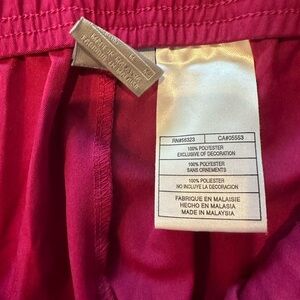 RN#56323 CA#05553
100% POLYESTER
EXCLUSIVE OF DECORATION
100% POLYESTER
SANS ORNEMENTS
100% POLIESTER
NO INCLUYE LA DECORACION
FABRIQUE EN MALAISIE
HECHO EN MALASIA
MADE IN MALAYSIA